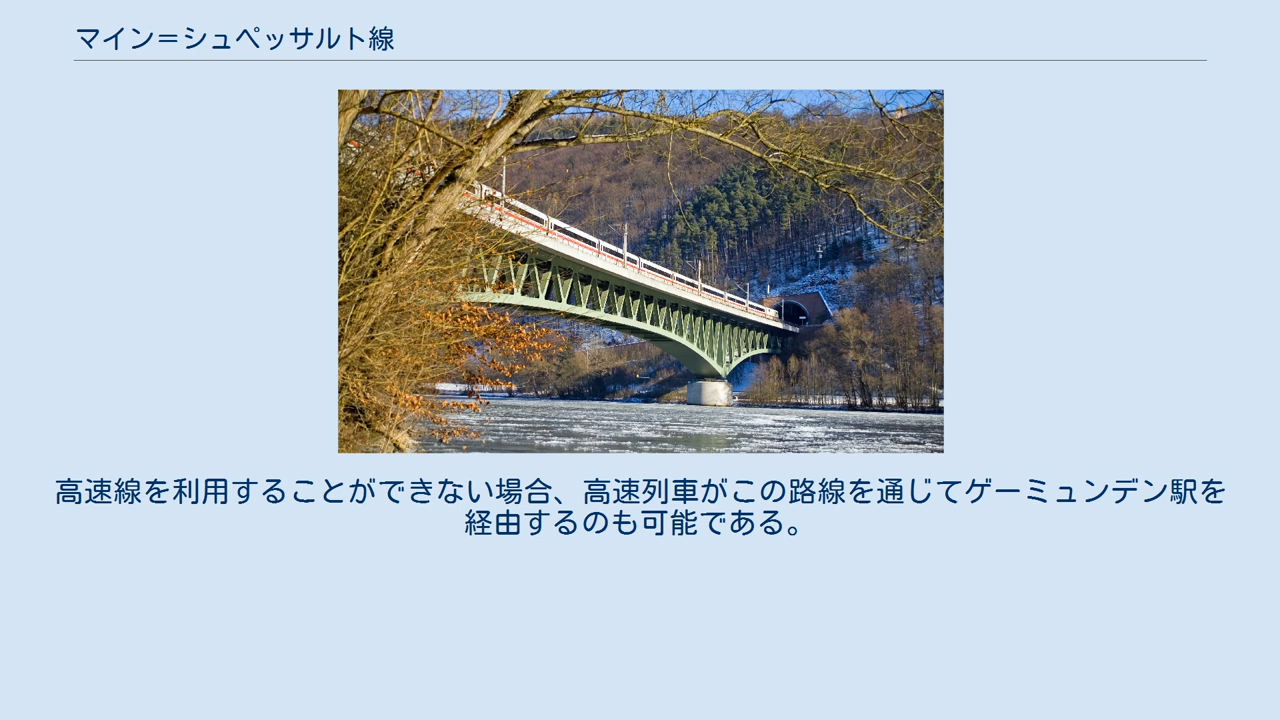 マイン＝シュペッサルト線
高速線を利用することができない場合、高速列車がこの路線を通じてゲーミュンデン駅を
経由するのも可能である。